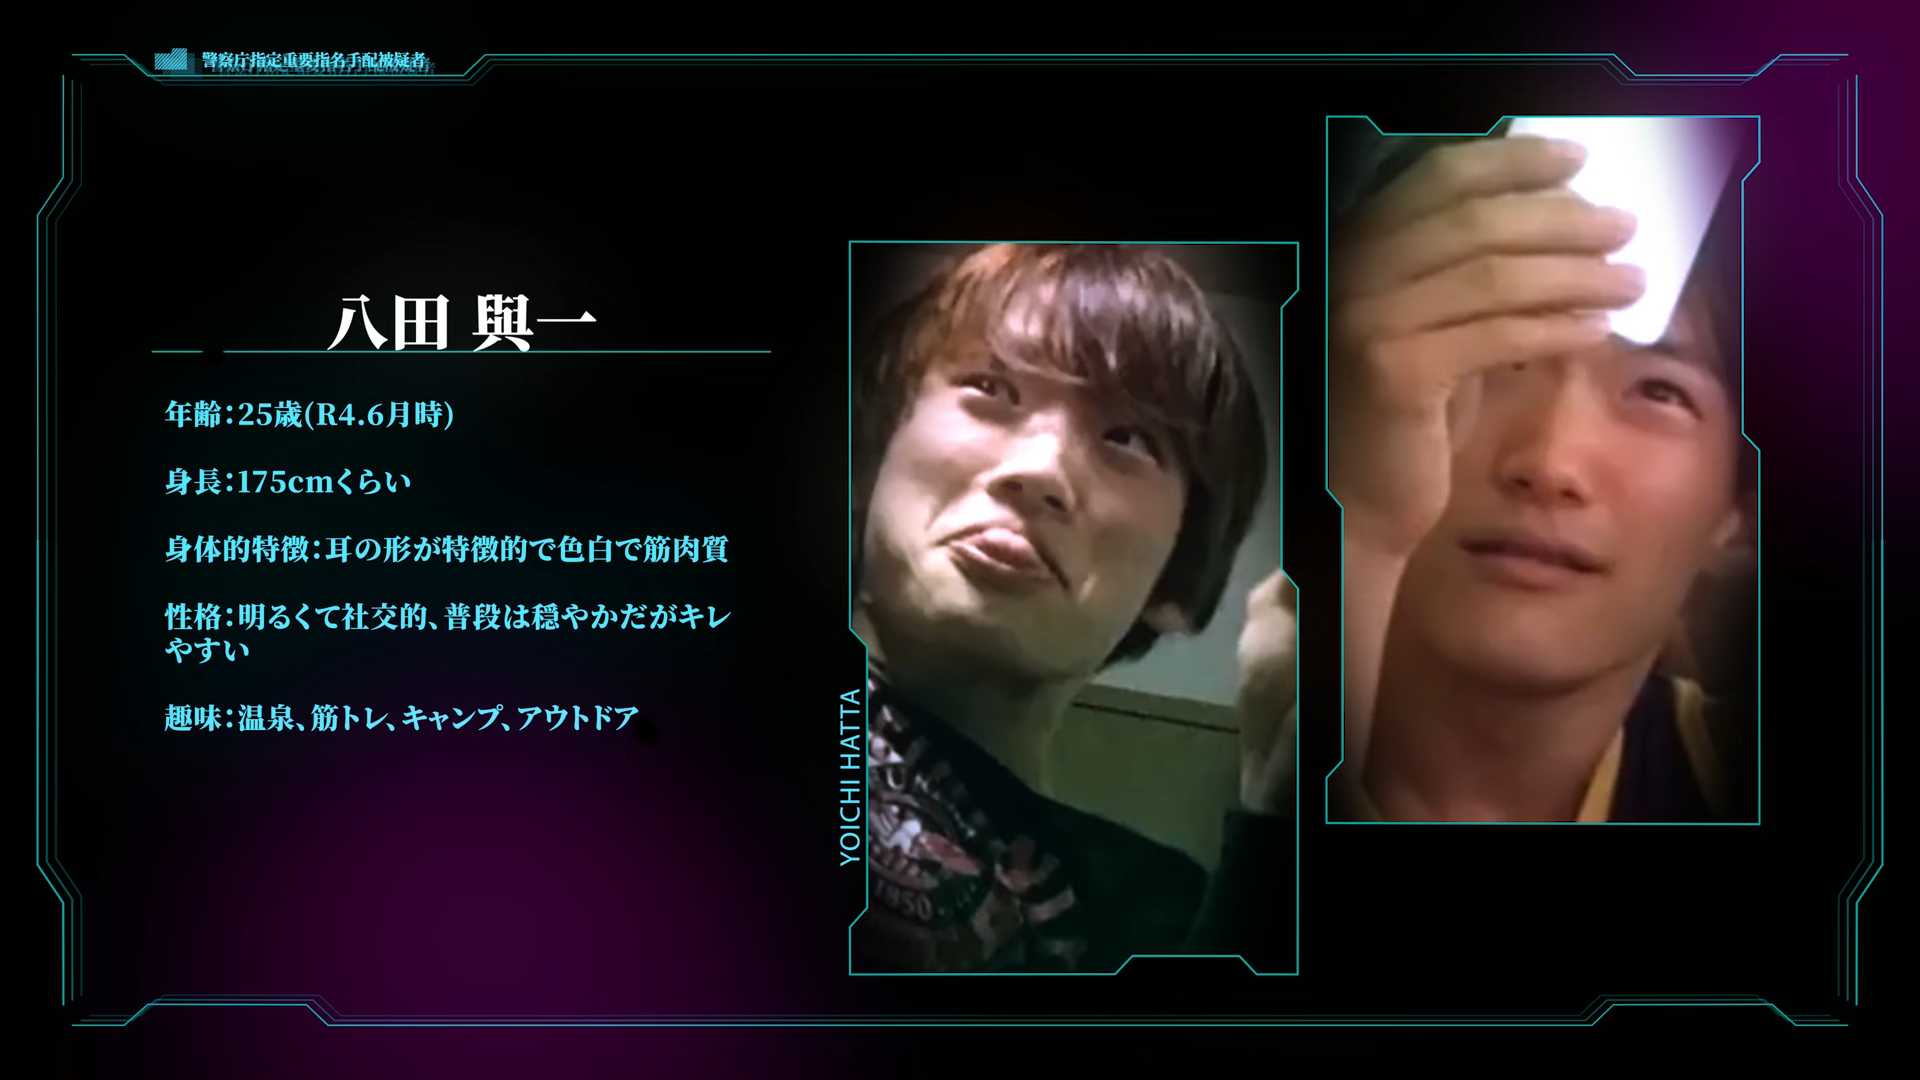 警察庁指定重要指名手配被疑者
八田 與一
年齢：25歳(R4.6月時)
身長：175cmくらい
身体的特徴：耳の形が特徴的で色白で筋肉質
性格：明るくて社交的、普段は穏やかだがキレ
やすい
趣味：温泉、筋トレ、キャンプ、アウトドア
YOICHI HATTA
1850